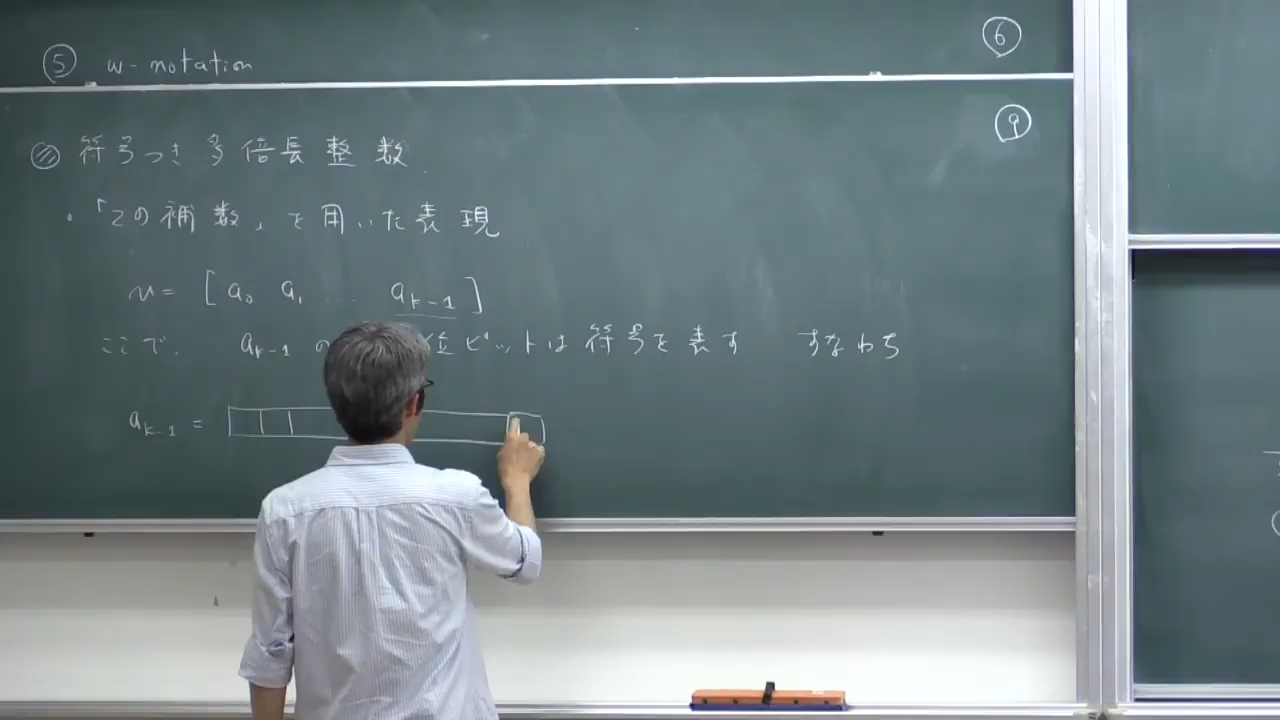 ⑤ w-notation
⑥
⑨
符号つき 多倍長整数
・「2の補数」を用いた表現
u = [a₀ a₁ ... aₖ₋₁]
ここで、 aₖ₋₁ の 位ビットは符号を表す すなわち
aₖ₋₁ =